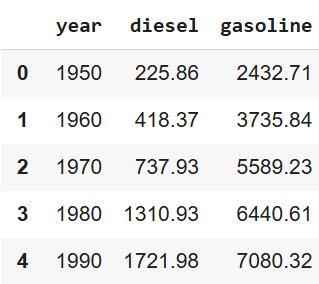 year diesel gasoline
0 1950 225.86 2432.71
1 1960 418.37 3735.84
2 1970 737.93 5589.23
3 1980 1310.93 6440.61
4 1990 1721.98 7080.32